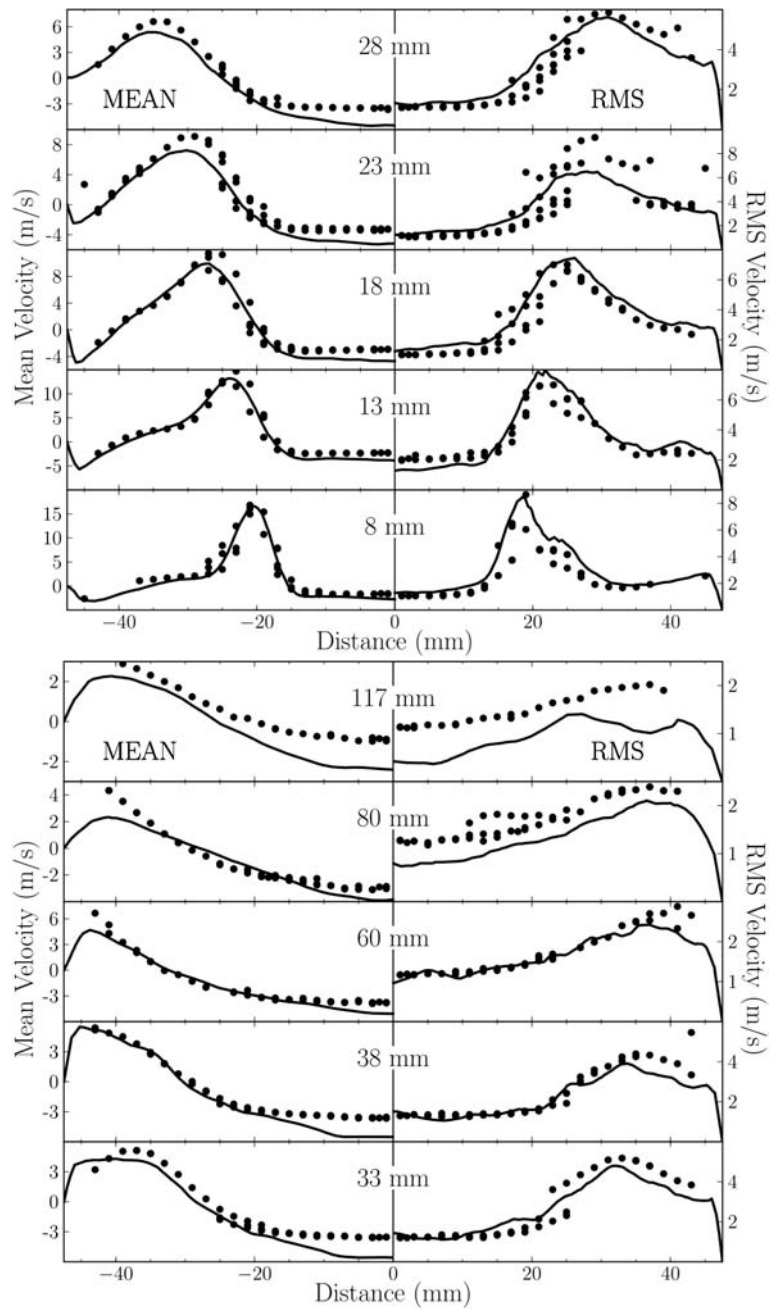 6 28 mm
3 4
0
-3 MEAN RMS 2
8 23 mm 8
4 6
0 4
-4 2
8 18 mm 6
4 4
0
-4 2
10 13 mm 6
5 4
0
-5 2
15 8 mm 8
10 6
5 4
0 2
−40 −20 0 20 40
Distance (mm)
Mean Velocity (m/s)
RMS Velocity (m/s)
2 117 mm 2
0 MEAN RMS 1
-2
4 80 mm 2
2
0 1
-2
6 60 mm
3 2
0 1
-3
3 38 mm 4
0
-3 2
3 33 mm 4
0
-3 2
−40 −20 0 20 40
Distance (mm)
Mean Velocity (m/s)
RMS Velocity (m/s)